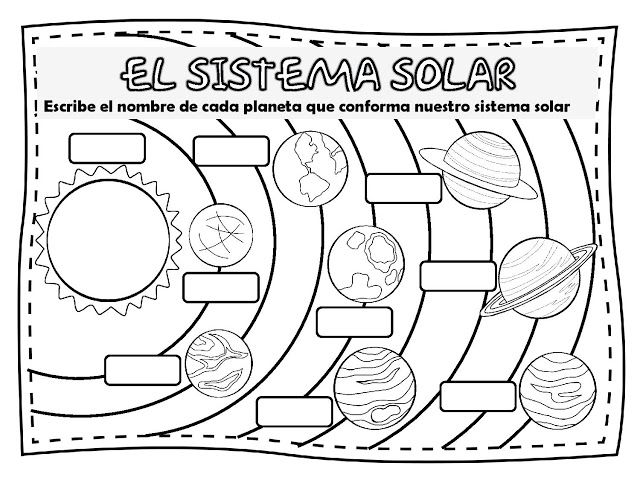 EL SISTEMA SOLAR
Escribe el nombre de cada planeta que conforma nuestro sistema solar